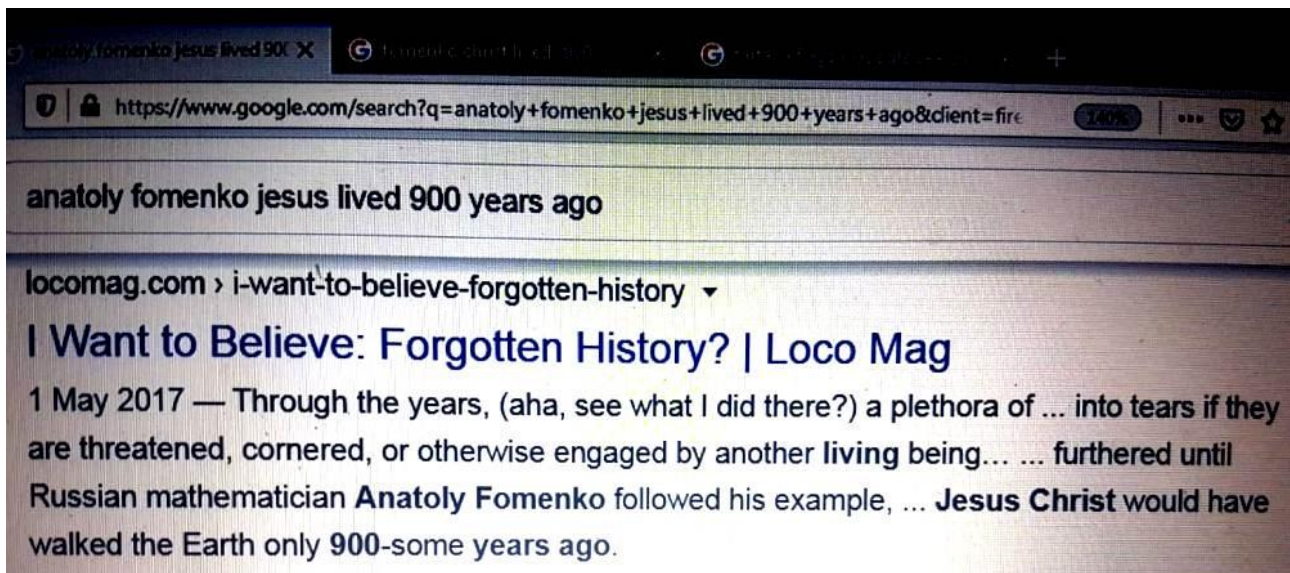 anatoly fomenko jesus lived 90(
https://www.google.com/search?q=anatoly+fomenko+jesus+lived+900+years+ago&client=fire
140%
anatoly fomenko jesus lived 900 years ago
locomag.com › i-want-to-believe-forgotten-history
I Want to Believe: Forgotten History? | Loco Mag
1 May 2017 — Through the years, (aha, see what I did there?) a plethora of ... into tears if they
are threatened, cornered, or otherwise engaged by another living being... ... furthered until
Russian mathematician Anatoly Fomenko followed his example, ... Jesus Christ would have
walked the Earth only 900-some years ago.